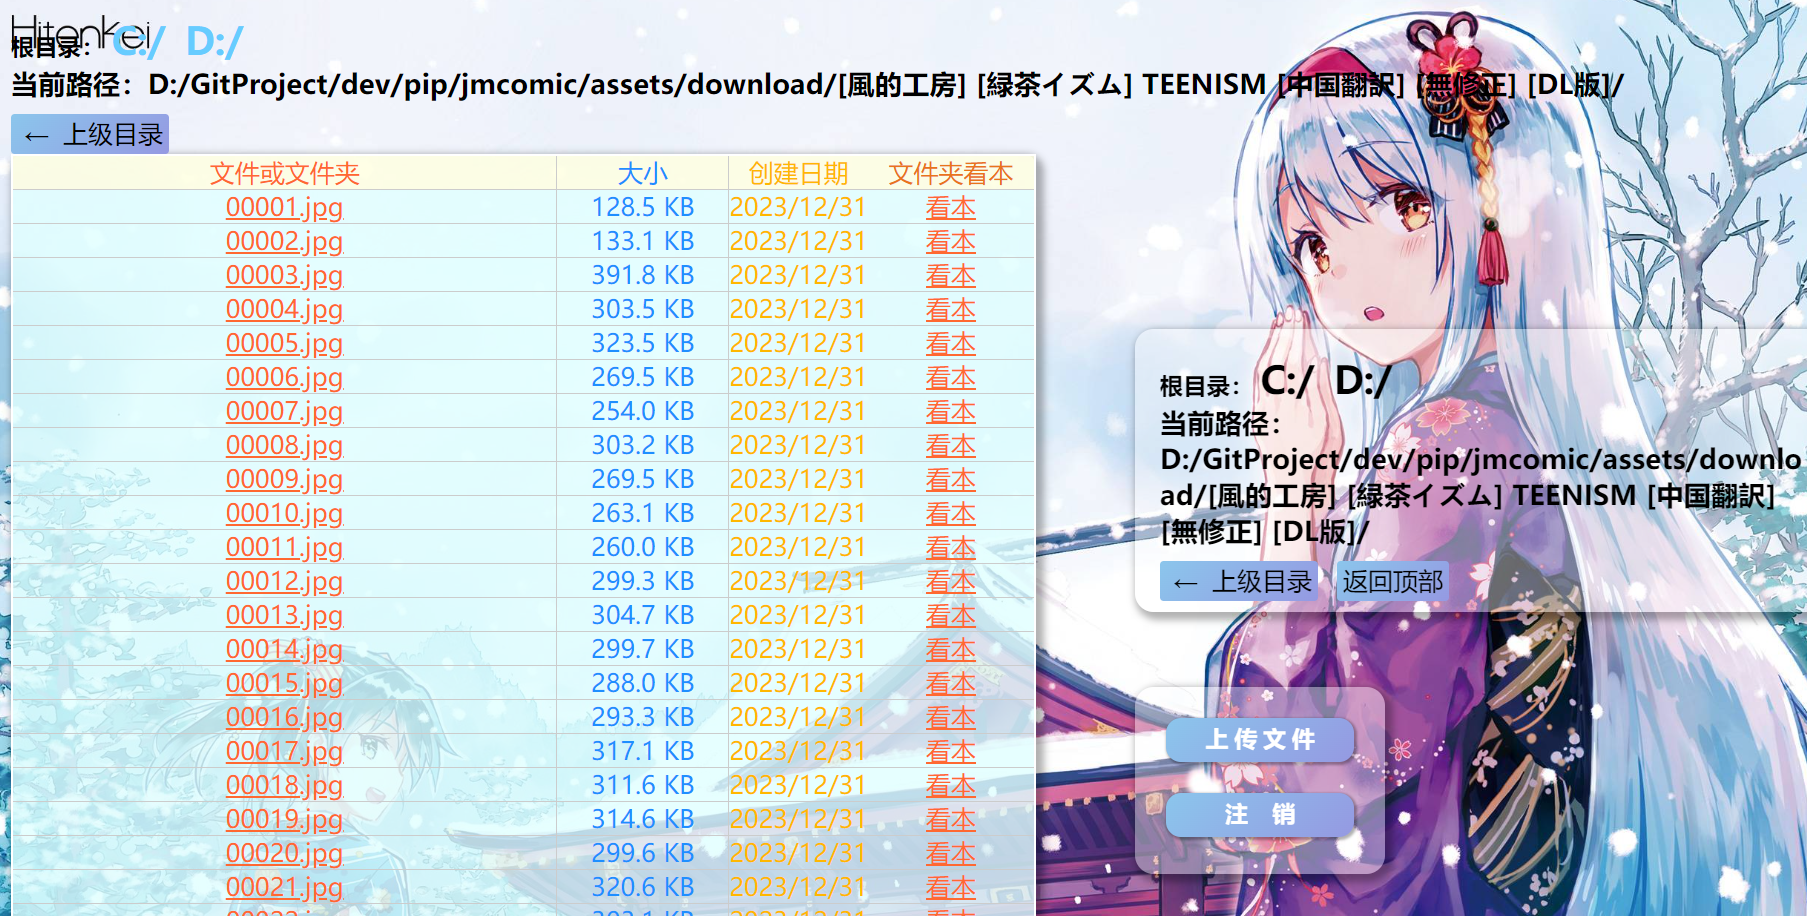 Hitenkei
根目录： C:/ D:/
当前路径：D:/GitProject/dev/pip/jmcomic/assets/download/[風的工房] [緑茶イズム] TEENISM [中国翻訳] [無修正] [DL版]/
← 上级目录
文件或文件夹 大小 创建日期 文件夹看本
00001.jpg 128.5 KB 2023/12/31 看本
00002.jpg 133.1 KB 2023/12/31 看本
00003.jpg 391.8 KB 2023/12/31 看本
00004.jpg 303.5 KB 2023/12/31 看本
00005.jpg 323.5 KB 2023/12/31 看本
00006.jpg 269.5 KB 2023/12/31 看本
00007.jpg 254.0 KB 2023/12/31 看本
00008.jpg 303.2 KB 2023/12/31 看本
00009.jpg 269.5 KB 2023/12/31 看本
00010.jpg 263.1 KB 2023/12/31 看本
00011.jpg 260.0 KB 2023/12/31 看本
00012.jpg 299.3 KB 2023/12/31 看本
00013.jpg 304.7 KB 2023/12/31 看本
00014.jpg 299.7 KB 2023/12/31 看本
00015.jpg 288.0 KB 2023/12/31 看本
00016.jpg 293.3 KB 2023/12/31 看本
00017.jpg 317.1 KB 2023/12/31 看本
00018.jpg 311.6 KB 2023/12/31 看本
00019.jpg 314.6 KB 2023/12/31 看本
00020.jpg 299.6 KB 2023/12/31 看本
00021.jpg 320.6 KB 2023/12/31 看本
根目录： C:/ D:/
当前路径：
D:/GitProject/dev/pip/jmcomic/assets/downlo
ad/[風的工房] [緑茶イズム] TEENISM [中国翻訳]
[無修正] [DL版]/
← 上级目录 返回顶部
上传文件
注 销